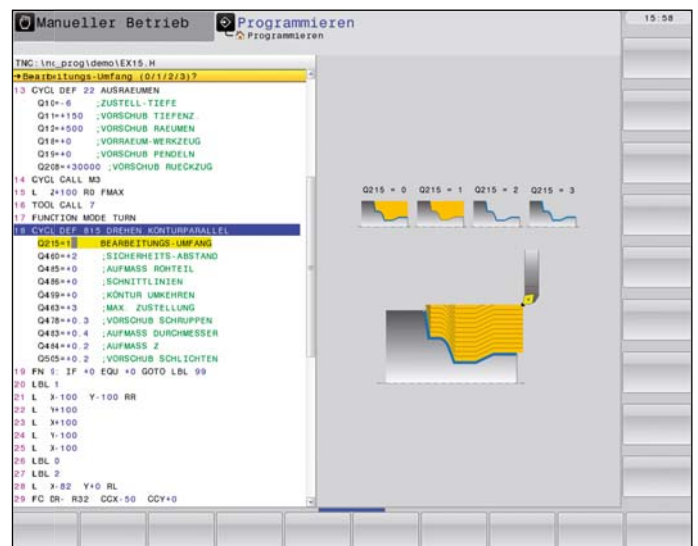 Manueller Betrieb
Programmieren
Programmieren
15:58
TNC:\nc_prog\demo\EX15.H
→Bearbeitungs-Umfang (0/1/2/3)?
13 CYCL DEF 22 AUSRAEUMEN
Q10=-6 ;ZUSTELL-TIEFE
Q11=+150 ;VORSCHUB TIEFENZ.
Q12=+500 ;VORSCHUB RAEUMEN
Q18=+0 ;VORRAEUM-WERKZEUG
Q19=+0 ;VORSCHUB PENDELN
Q208=+30000 ;VORSCHUB RUECKZUG
14 CYCL CALL M3
15 L Z+100 R0 FMAX
16 TOOL CALL 7
17 FUNCTION MODE TURN
18 CYCL DEF 815 DREHEN KONTURPARALLEL
Q215=1 BEARBEITUNGS-UMFANG
Q460=+2 ;SICHERHEITS-ABSTAND
Q485=+0 ;AUFMASS ROHTEIL
Q486=+0 ;SCHNITTLINIEN
Q499=+0 ;KONTUR UMKEHREN
Q463=+3 ;MAX. ZUSTELLUNG
Q478=+0.3 ;VORSCHUB SCHRUPPEN
Q483=+0.4 ;AUFMASS DURCHMESSER
Q484=+0.2 ;AUFMASS Z
Q505=+0.2 ;VORSCHUB SCHLICHTEN
19 FN 9: IF +0 EQU +0 GOTO LBL 99
20 LBL 1
21 L X-100 Y-100 RR
22 L Y+100
23 L X+100
24 L Y-100
25 L X-100
26 LBL 0
27 LBL 2
28 L X-82 Y+0 RL
29 FC DR- R32 CCX-50 CCY+0
Q215 = 0 Q215 = 1 Q215 = 2 Q215 = 3